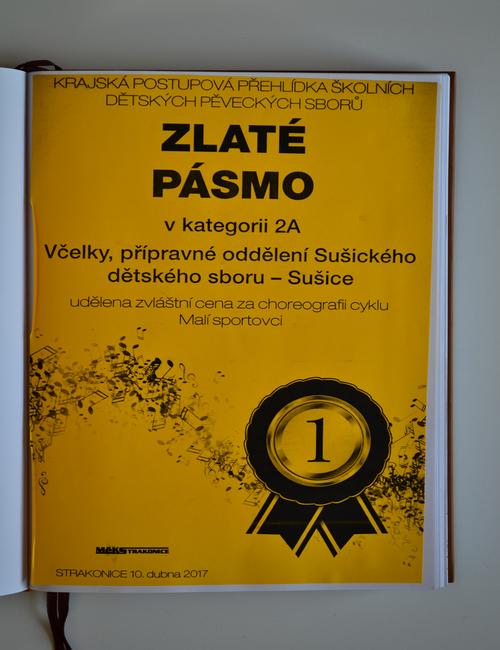 KRAJSKÁ POSTUPOVÁ PŘEHLÍDKA ŠKOLNÍCH
DĚTSKÝCH PĚVECKÝCH SBORŮ
ZLATÉ
PÁSMO
v kategorii 2A
Včelky, přípravné oddělení Sušického
dětského sboru – Sušice
udělena zvláštní cena za choreografii cyklu
Malí sportovci
1
MěKS STRAKONICE
STRAKONICE 10. dubna 2017